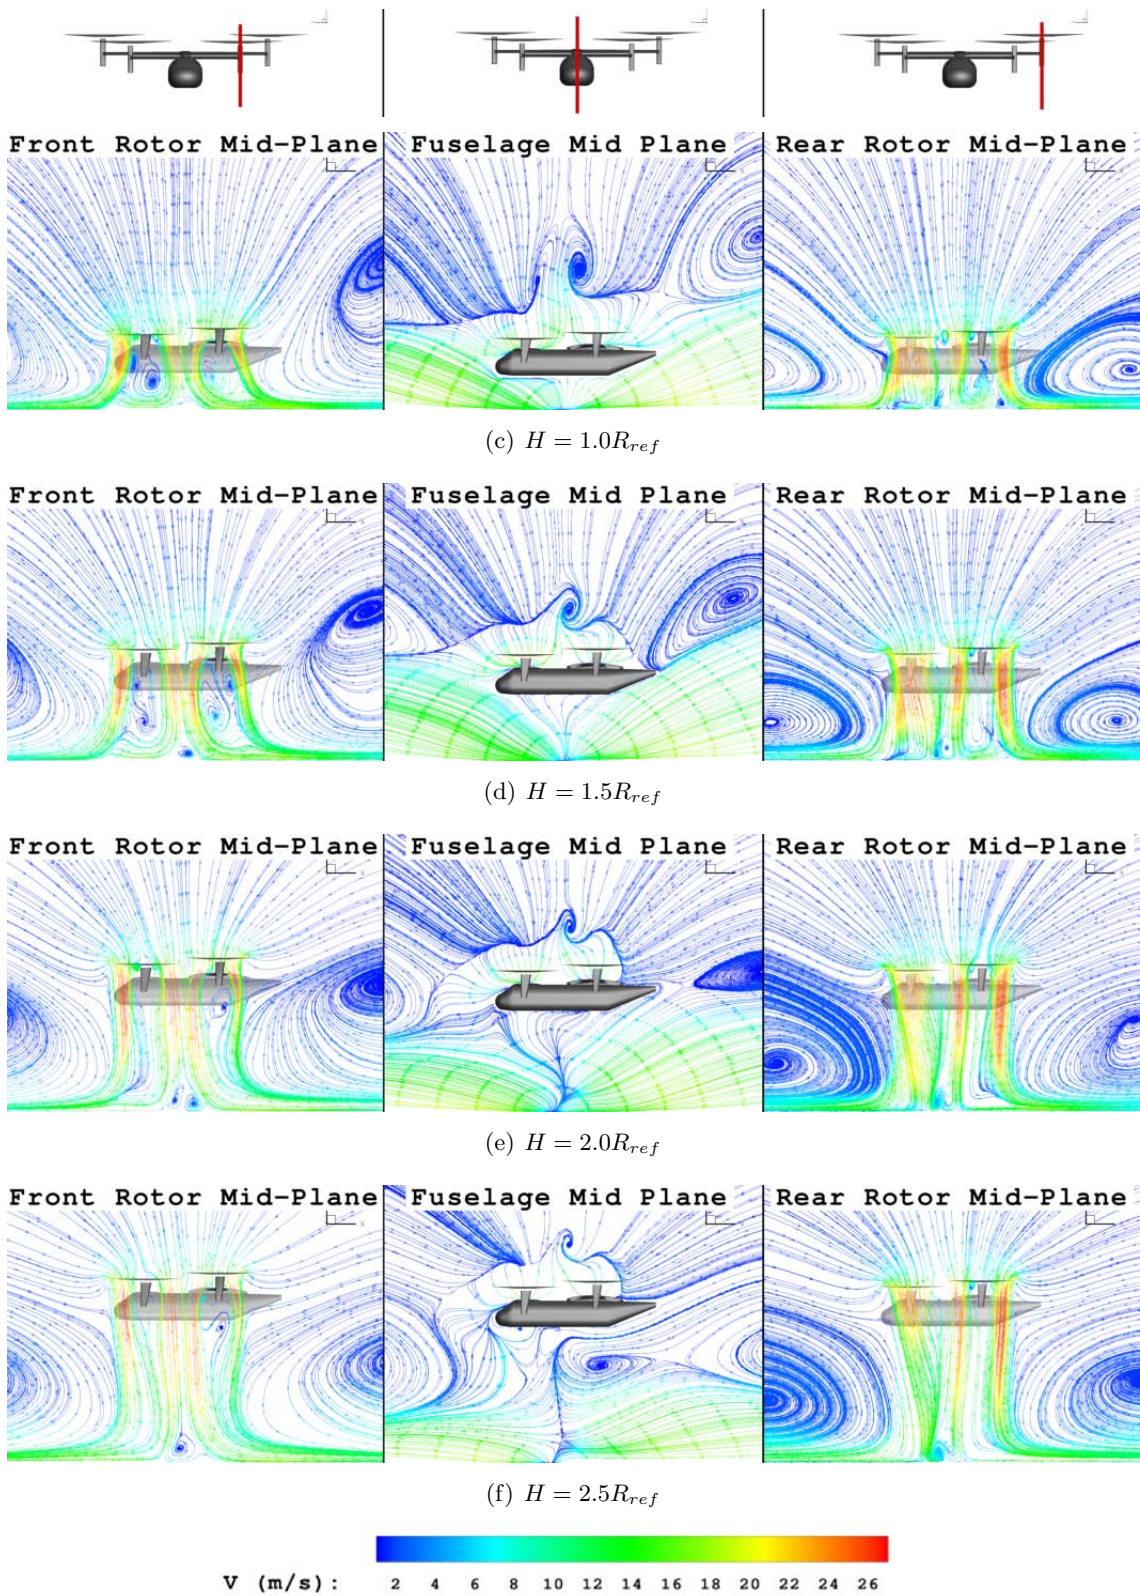 Front Rotor Mid-Plane
Fuselage Mid Plane
Rear Rotor Mid-Plane
(c) H = 1.0R_ref
Front Rotor Mid-Plane
Fuselage Mid Plane
Rear Rotor Mid-Plane
(d) H = 1.5R_ref
Front Rotor Mid-Plane
Fuselage Mid Plane
Rear Rotor Mid-Plane
(e) H = 2.0R_ref
Front Rotor Mid-Plane
Fuselage Mid Plane
Rear Rotor Mid-Plane
(f) H = 2.5R_ref
V (m/s): 2 4 6 8 10 12 14 16 18 20 22 24 26